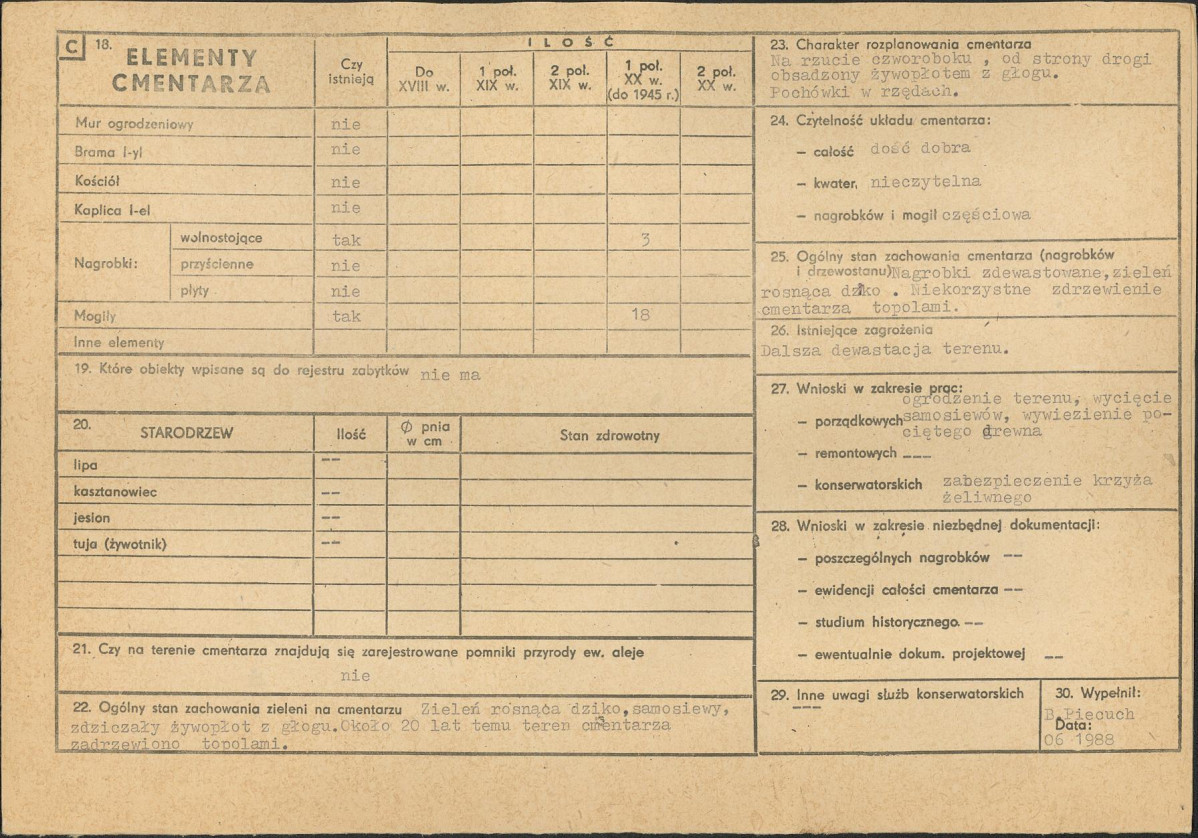 C 18. ELEMENTY CMENTARZA
Czy istnieją
ILOŚĆ
Do XVIII w.
1 poł. XIX w.
2 poł. XIX w.
1 poł. XX w. (do 1945 r.)
2 poł. XX w.
Mur ogrodzeniowy nie
Brama I-yI nie
Kościół nie
Kaplica I-el nie
Nagrobki:
wolnostojące tak 3
przyścienne nie
płyty nie
Mogiły tak 18
Inne elementy
19. Które obiekty wpisane są do rejestru zabytków nie ma
20. STARODRZEW
Ilość
Ø pnia w cm
Stan zdrowotny
lipa --
kasztanowiec --
jesion --
tuja (żywotnik) --
21. Czy na terenie cmentarza znajdują się zarejestrowane pomniki przyrody ew. aleje
nie
22. Ogólny stan zachowania zieleni na cmentarzu Zieleń rosnąca dziko,samosiewy,
zdziczały żywopłot z głogu.Około 20 lat temu teren cmentarza
zadrzewiono topolami.
23. Charakter rozplanowania cmentarza
Na rzucie czworoboku , od strony drogi
obsadzony żywopłotem z głogu.
Pochówki w rzędach.
24. Czytelność układu cmentarza:
— całość dość dobra
— kwater, nieczytelna
— nagrobków i mogił częściowa
25. Ogólny stan zachowania cmentarza (nagrobków
i drzewostanu) Nagrobki zdewastowane,zieleń
rosnąca dziko . Niekorzystne zdrzewienie
cmentarza topolami.
26. Istniejące zagrożenia
Dalsza dewastacja terenu.
27. Wnioski w zakresie prac:
ogrodzenie terenu, wycięcie
— porządkowych samosiewów, wywiezienie po-
ciętego drewna
— remontowych ---
— konserwatorskich zabezpieczenie krzyża
żeliwnego
28. Wnioski w zakresie niezbędnej dokumentacji:
— poszczególnych nagrobków --
— ewidencji całości cmentarza --
— studium historycznego. --
— ewentualnie dokum. projektowej --
29. Inne uwagi służb konserwatorskich
---
30. Wypełnił:
B.Piecuch
Data:
06 1988